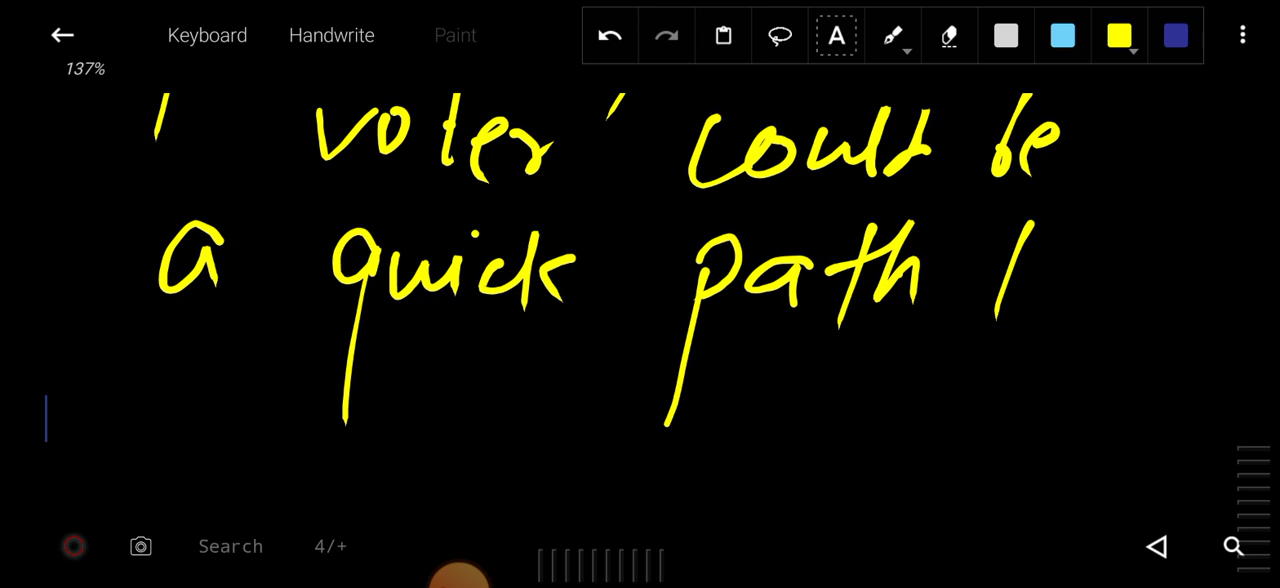 Keyboard Handwrite Paint A
137%
' voter ' could be
a quick path /
Search 4/+